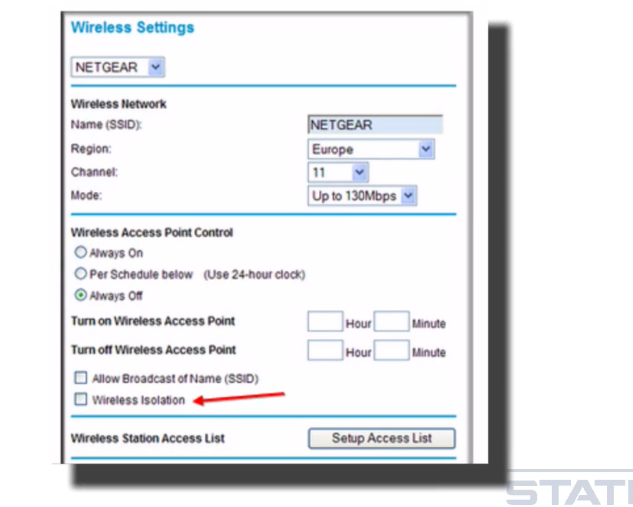 Wireless Settings
NETGEAR
Wireless Network
Name (SSID): NETGEAR
Region: Europe
Channel: 11
Mode: Up to 130Mbps
Wireless Access Point Control
Always On
Per Schedule below (Use 24-hour clock)
Always Off
Turn on Wireless Access Point Hour Minute
Turn off Wireless Access Point Hour Minute
Allow Broadcast of Name (SSID)
Wireless Isolation
Wireless Station Access List Setup Access List